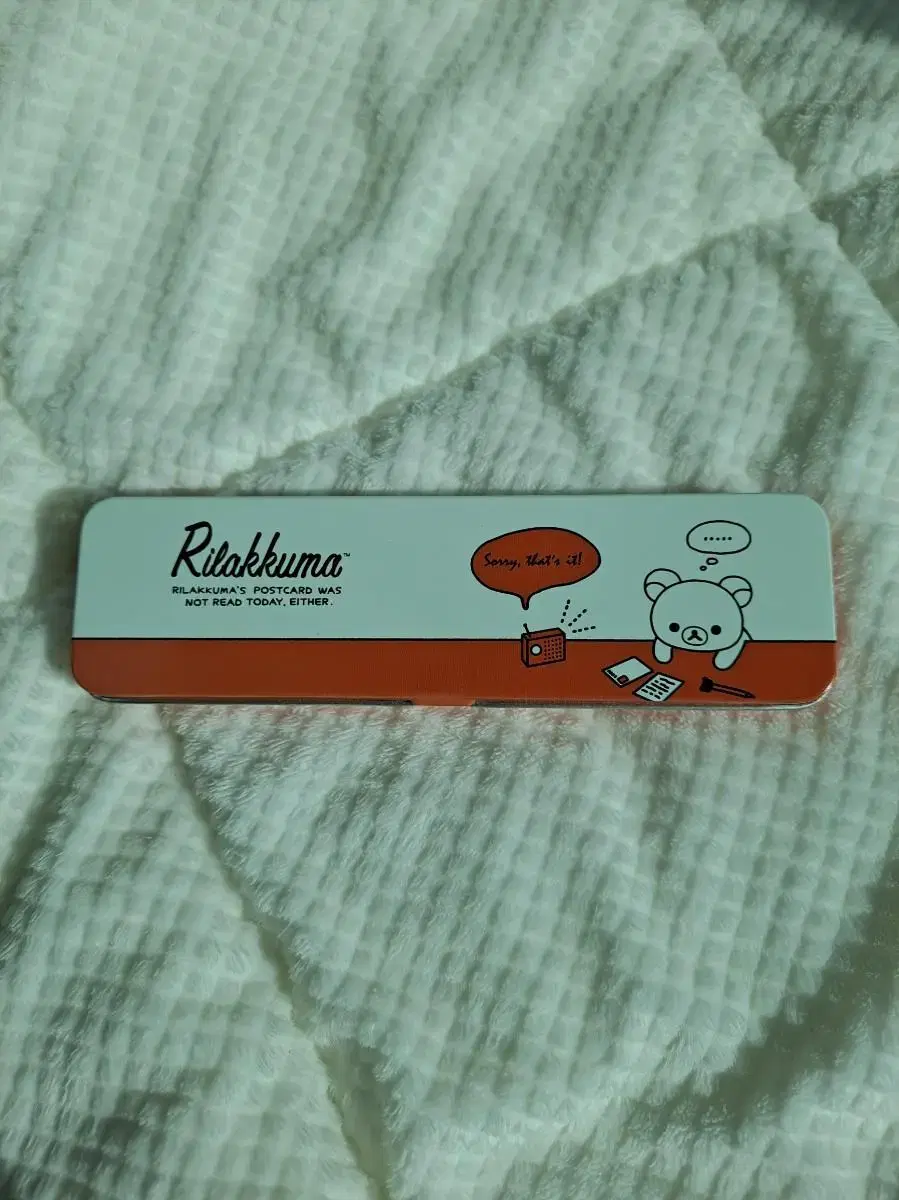 Rilakkuma™
RILAKKUMA'S POSTCARD WAS
NOT READ TODAY, EITHER.
Sorry, that's it!
.....